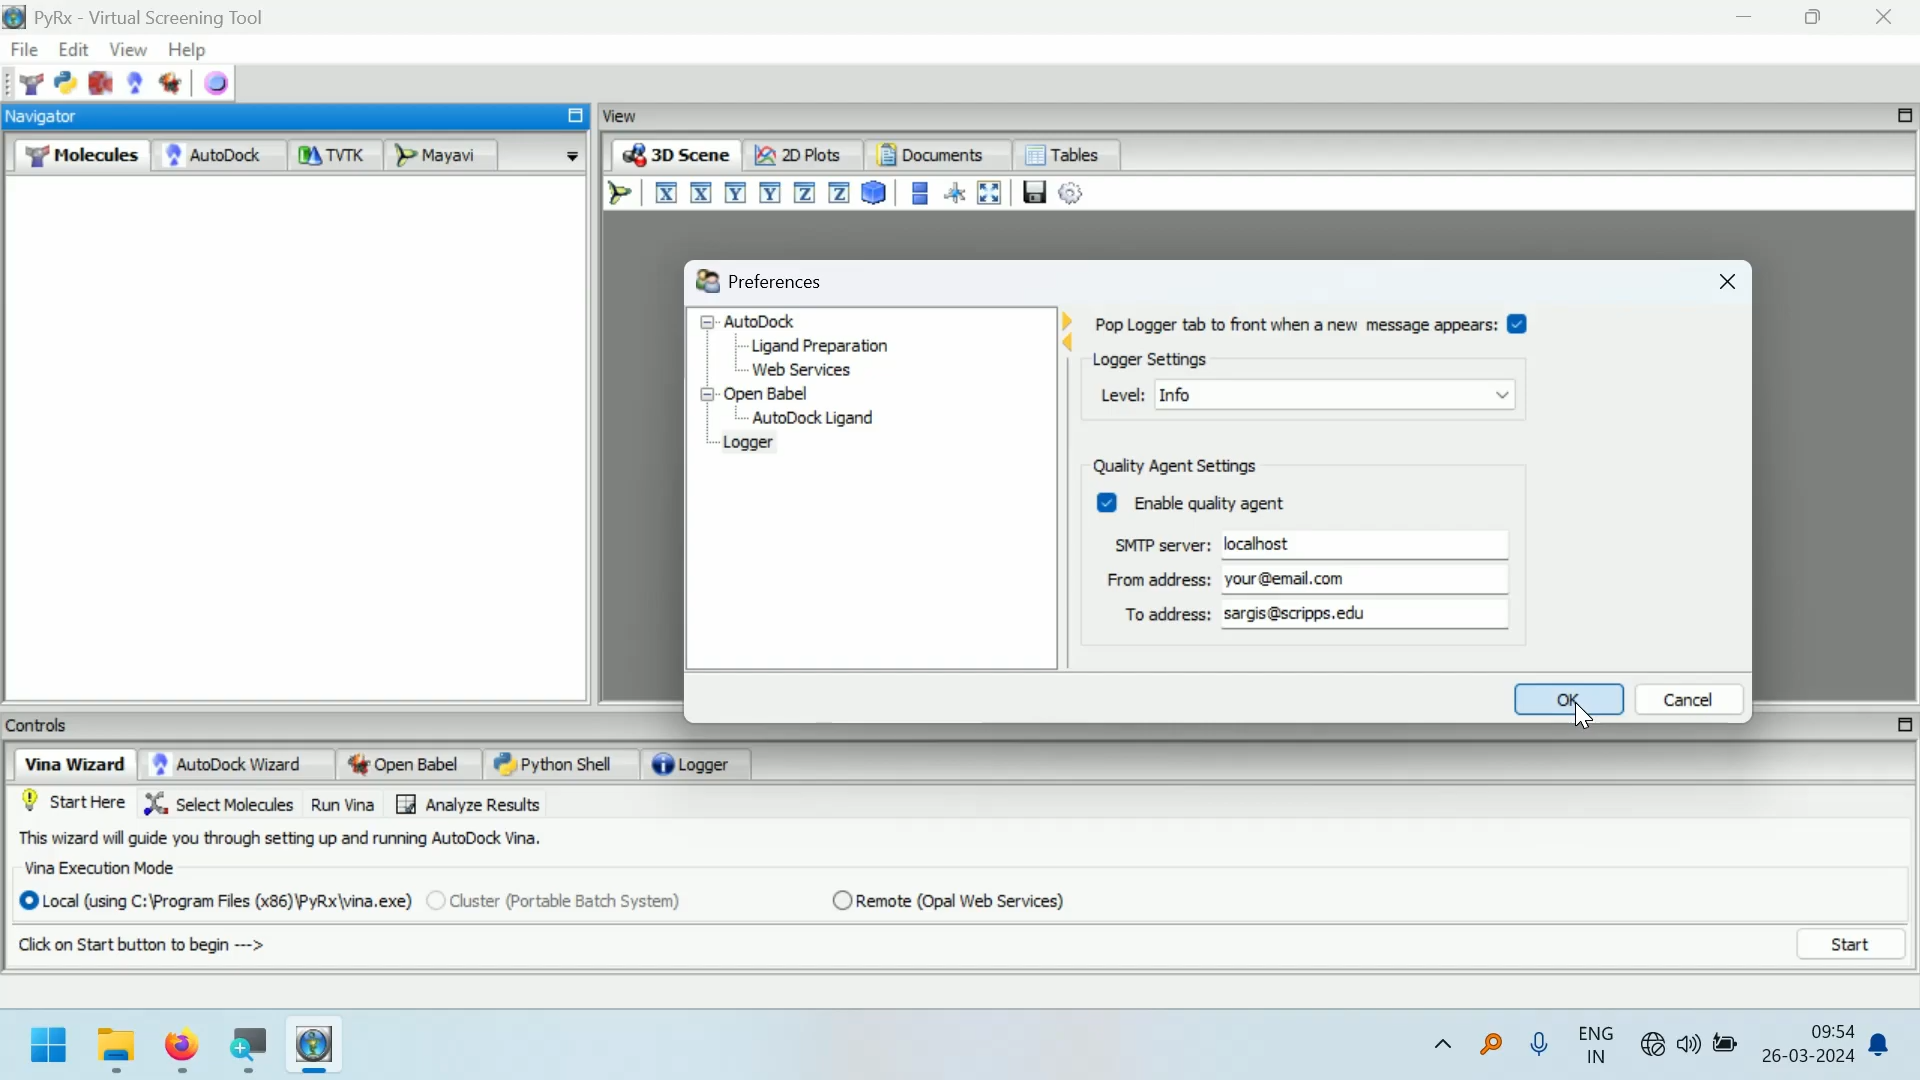 PyRx - Virtual Screening Tool
File Edit View Help
Navigator
View
Molecules AutoDock TVTK Mayavi
3D Scene 2D Plots Documents Tables
X X Y Y Z Z
Preferences
AutoDock
Ligand Preparation
Web Services
Open Babel
AutoDock Ligand
Logger
Pop Logger tab to front when a new message appears:
Logger Settings
Level: Info
Quality Agent Settings
Enable quality agent
SMTP server: localhost
From address: your@email.com
To address: sargis@scripps.edu
OK Cancel
Controls
Vina Wizard AutoDock Wizard Open Babel Python Shell Logger
Start Here Select Molecules Run Vina Analyze Results
This wizard will guide you through setting up and running AutoDock Vina.
Vina Execution Mode
Local (using C:\Program Files (x86)\PyRx\vina.exe) Cluster (Portable Batch System) Remote (Opal Web Services)
Click on Start button to begin --->
Start
ENG
IN
09:54
26-03-2024